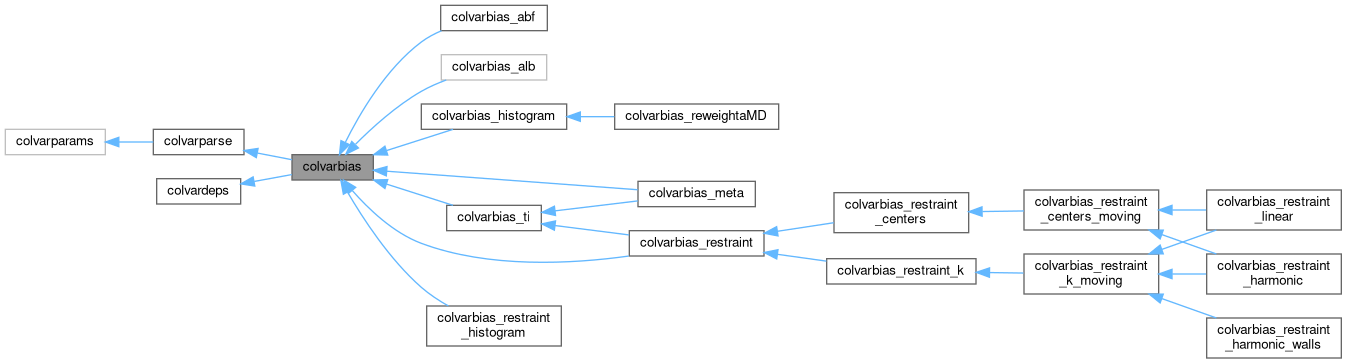 colvarbias_abf
colvarbias_alb
colvarbias_histogram
colvarbias_reweightaMD
colvarparams
colvarparse
colvarbias
colvardeps
colvarbias_meta
colvarbias_ti
colvarbias_restraint
colvarbias_restraint
_centers
colvarbias_restraint_k
colvarbias_restraint
_centers_moving
colvarbias_restraint
_k_moving
colvarbias_restraint
_linear
colvarbias_restraint
_harmonic
colvarbias_restraint
_harmonic_walls
colvarbias_restraint
_histogram